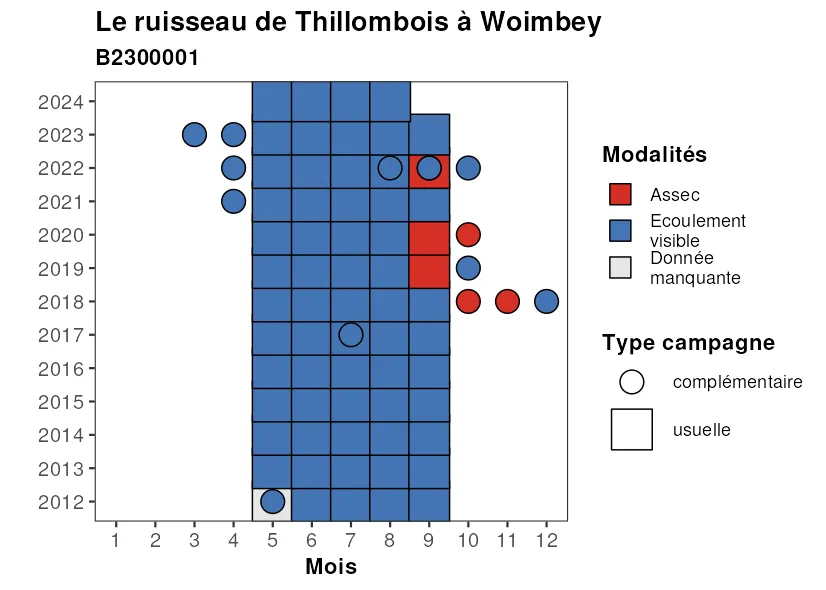 Le ruisseau de Thillombois à Woimbey
B2300001
2024
2023
2022
2021
2020
2019
2018
2017
2016
2015
2014
2013
2012
1 2 3 4 5 6 7 8 9 10 11 12
Mois
Modalités
Assec
Ecoulement
visible
Donnée
manquante
Type campagne
complémentaire
usuelle